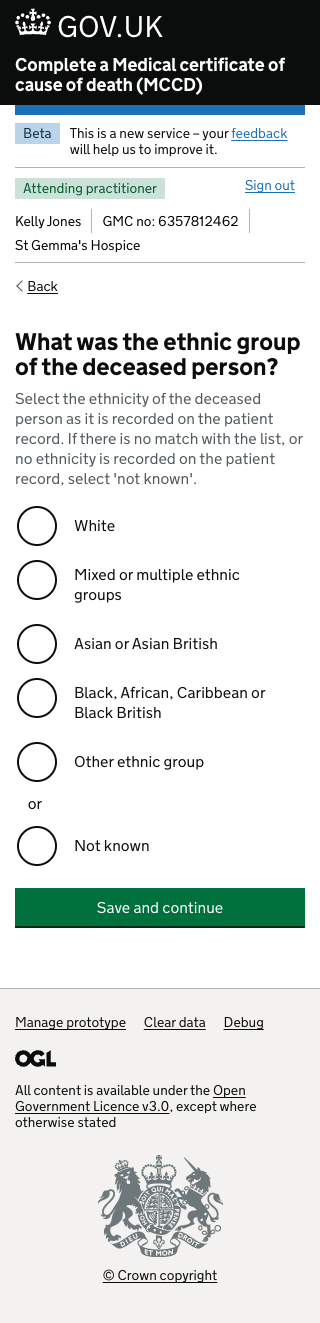 GOV.UK
Complete a Medical certificate of
cause of death (MCCD)
Beta This is a new service – your feedback
will help us to improve it.
Attending practitioner Sign out
Kelly Jones GMC no: 6357812462
St Gemma's Hospice
Back
What was the ethnic group
of the deceased person?
Select the ethnicity of the deceased
person as it is recorded on the patient
record. If there is no match with the list, or
no ethnicity is recorded on the patient
record, select 'not known'.
White
Mixed or multiple ethnic
groups
Asian or Asian British
Black, African, Caribbean or
Black British
Other ethnic group
or
Not known
Save and continue
Manage prototype Clear data Debug
OGL
All content is available under the Open
Government Licence v3.0, except where
otherwise stated
DIEU ET MON DROIT
© Crown copyright